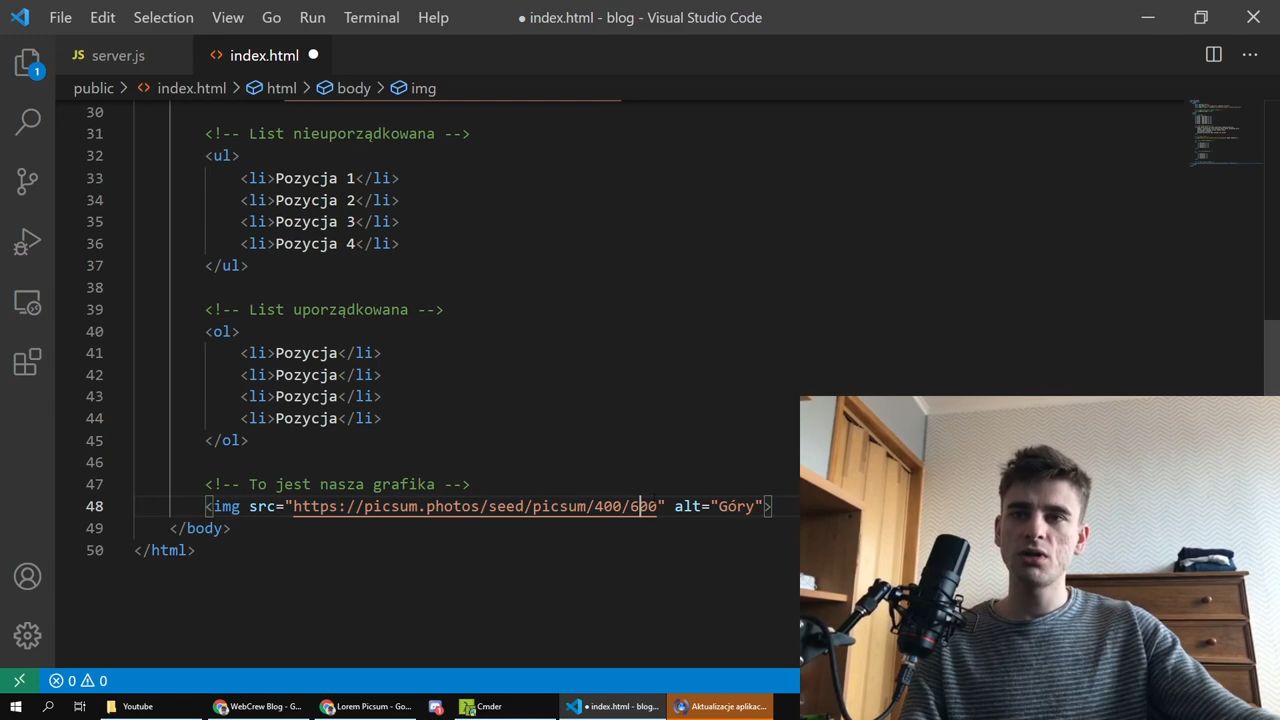 File Edit Selection View Go Run Terminal Help ● index.html - blog - Visual Studio Code
JS server.js <> index.html
public > <> index.html > html > body > img
30
31 <!-- List nieuporządkowana -->
32 <ul>
33 <li>Pozycja 1</li>
34 <li>Pozycja 2</li>
35 <li>Pozycja 3</li>
36 <li>Pozycja 4</li>
37 </ul>
38
39 <!-- List uporządkowana -->
40 <ol>
41 <li>Pozycja</li>
42 <li>Pozycja</li>
43 <li>Pozycja</li>
44 <li>Pozycja</li>
45 </ol>
46
47 <!-- To jest nasza grafika -->
48 <img src="https://picsum.photos/seed/picsum/400/600" alt="Góry">
49 </body>
50 </html>
1
0 0
Youtube
Lorem Picsum - Go...
Cmder
● index.html - blog...
Aktualizacje aplikac...